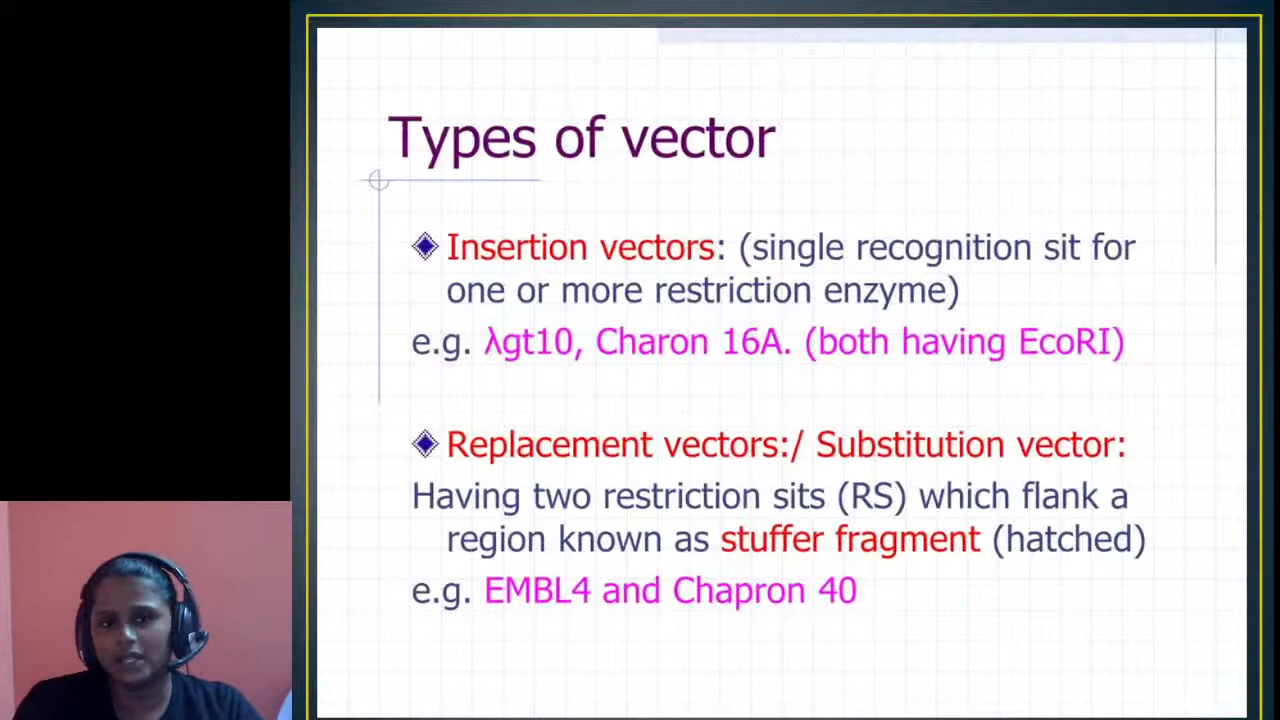 Types of vector
Insertion vectors: (single recognition sit for
one or more restriction enzyme)
e.g. λgt10, Charon 16A. (both having EcoRI)
Replacement vectors:/ Substitution vector:
Having two restriction sits (RS) which flank a
region known as stuffer fragment (hatched)
e.g. EMBL4 and Chapron 40